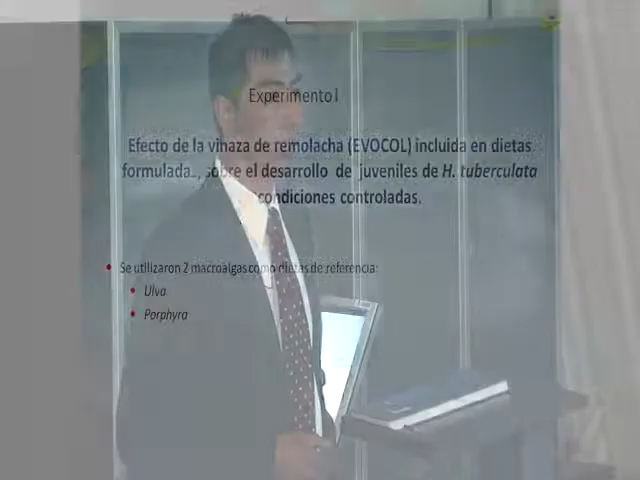 Experimento I
Efecto de la vinaza de remolacha (EVOCOL) incluida en dietas
formulada.., sobre el desarrollo de juveniles de H. tuberculata
condiciones controladas.
• Se utilizaron 2 macroalgas como dietas de referencia:
• Ulva
• Porphyra